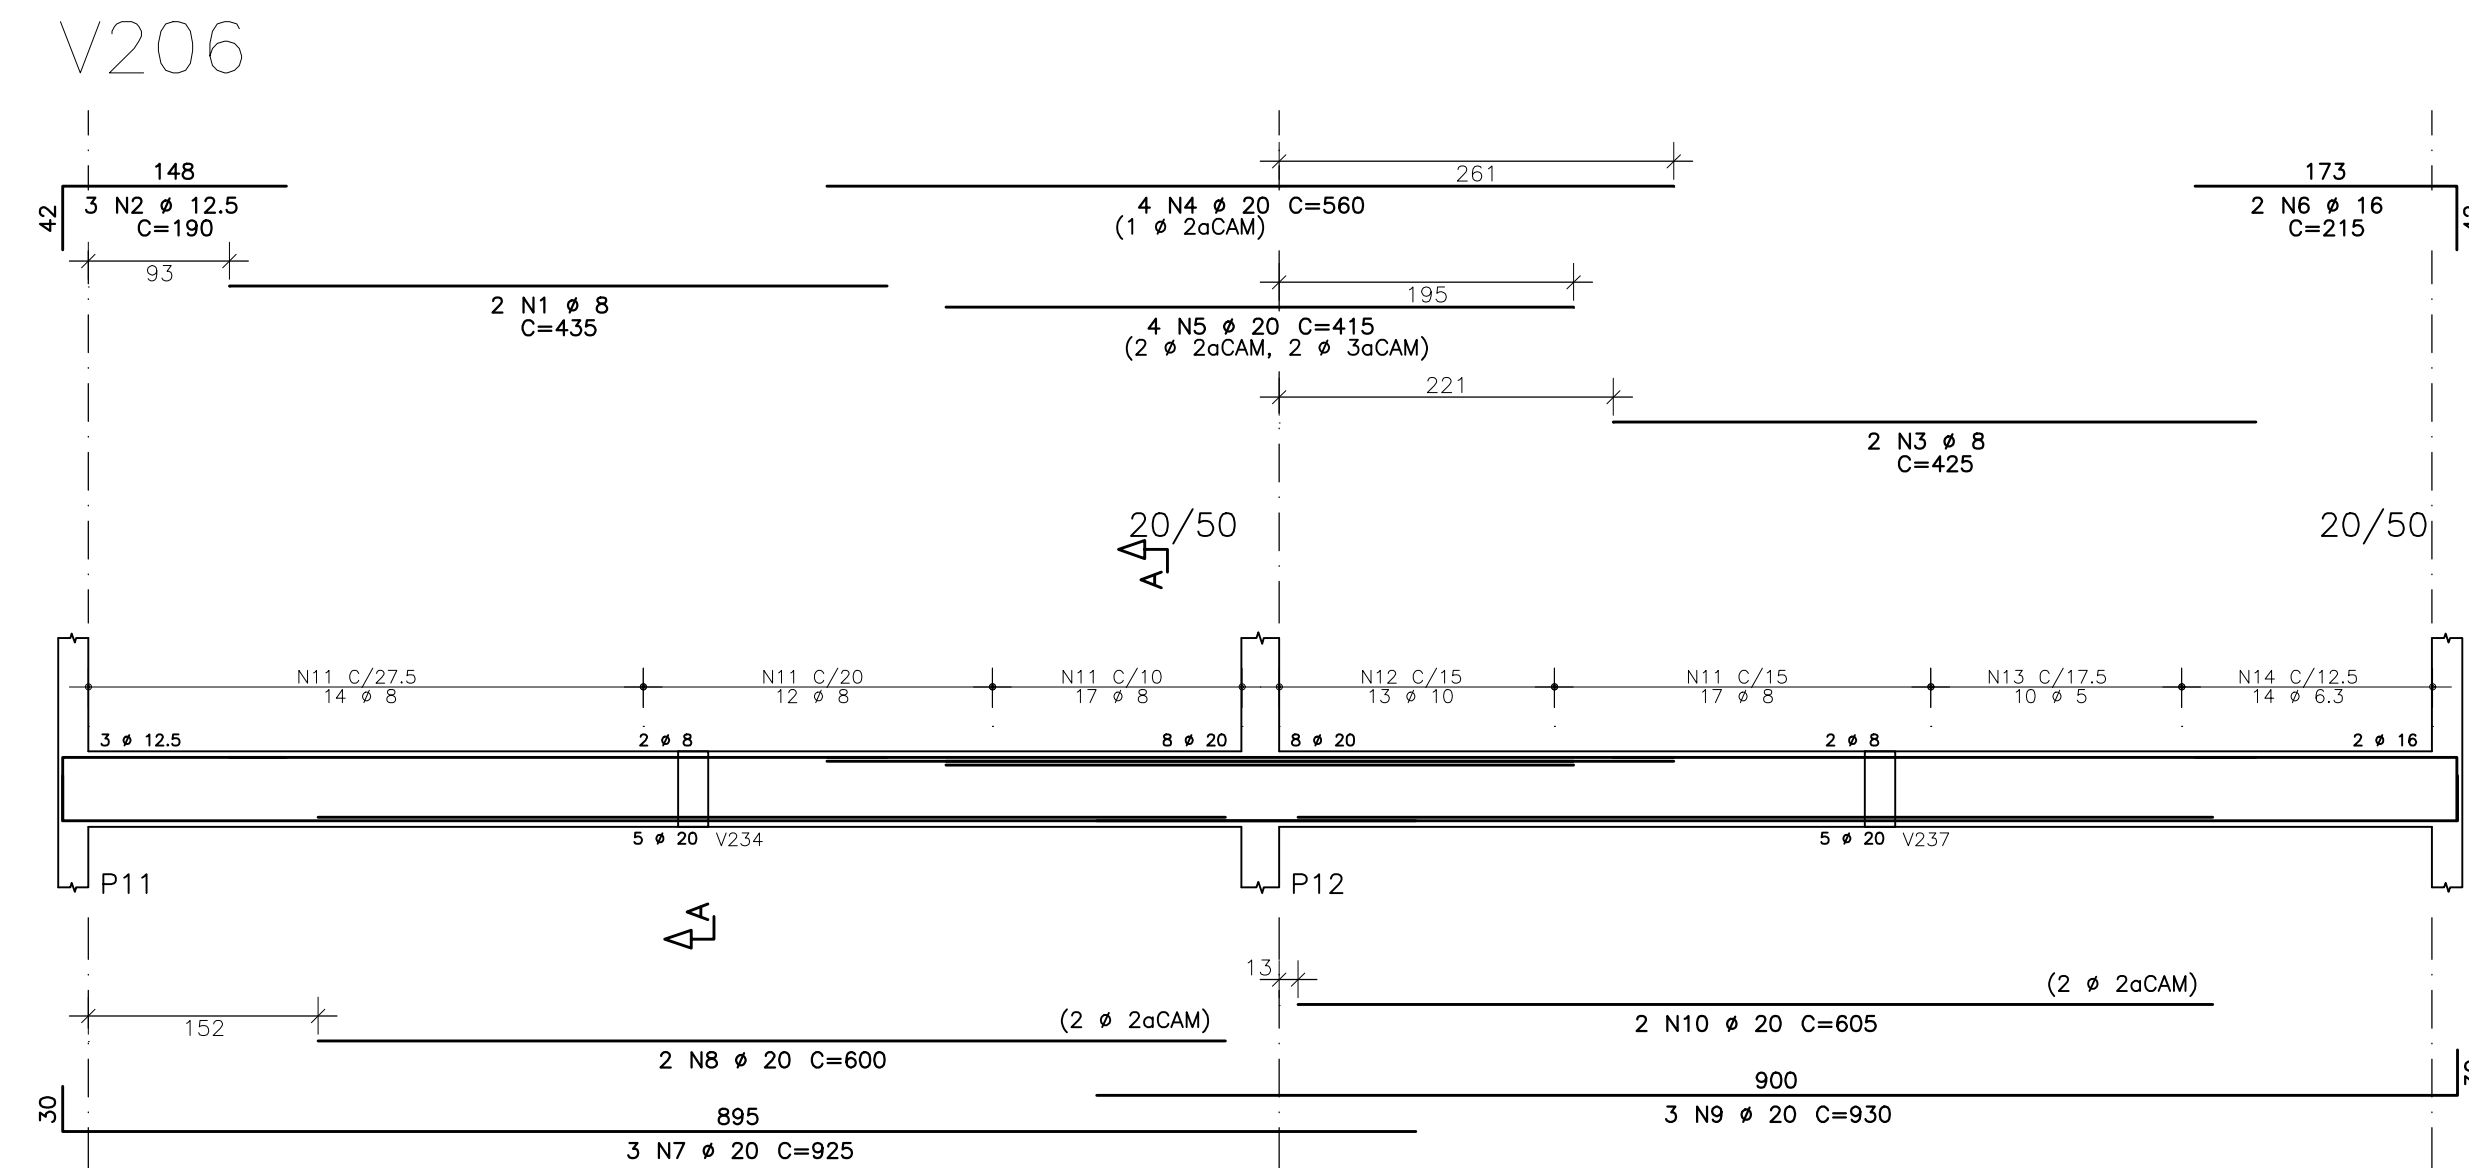 V206
148
42
3 N2 ø 12.5
C=190
93
2 N1 ø 8
C=435
261
4 N4 ø 20 C=560
(1 ø 2aCAM)
195
4 N5 ø 20 C=415
(2 ø 2aCAM, 2 ø 3aCAM)
221
2 N3 ø 8
C=425
173
2 N6 ø 16
C=215
20/50
20/50
A
N11 C/27.5
14 ø 8
N11 C/20
12 ø 8
N11 C/10
17 ø 8
N12 C/15
13 ø 10
N11 C/15
17 ø 8
N13 C/17.5
10 ø 5
N14 C/12.5
14 ø 6.3
3 ø 12.5
2 ø 8
8 ø 20
8 ø 20
2 ø 8
2 ø 16
5 ø 20 V234
5 ø 20 V237
P11
P12
A
13
(2 ø 2aCAM)
2 N10 ø 20 C=605
152
(2 ø 2aCAM)
2 N8 ø 20 C=600
900
3 N9 ø 20 C=930
30
895
3 N7 ø 20 C=925